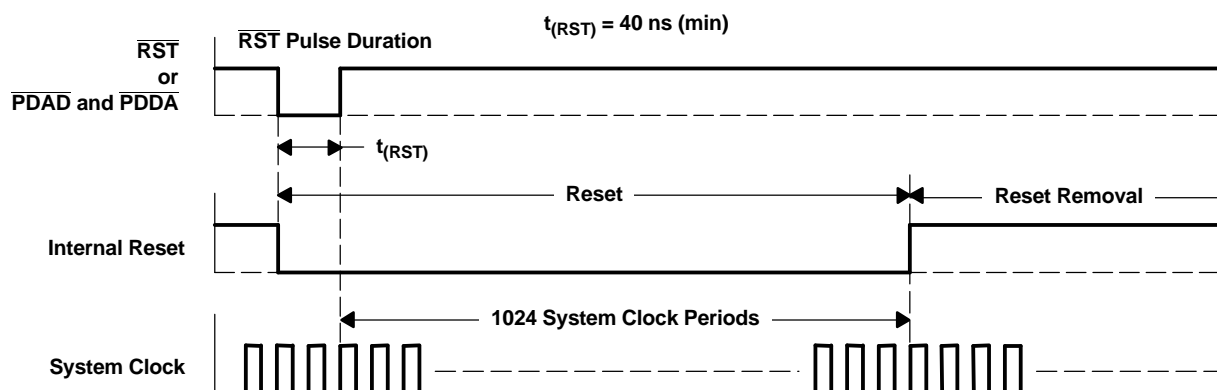 t(RST) = 40 ns (min)
RST Pulse Duration
RST
or
PDAD and PDDA
t(RST)
Reset
Reset Removal
Internal Reset
1024 System Clock Periods
System Clock